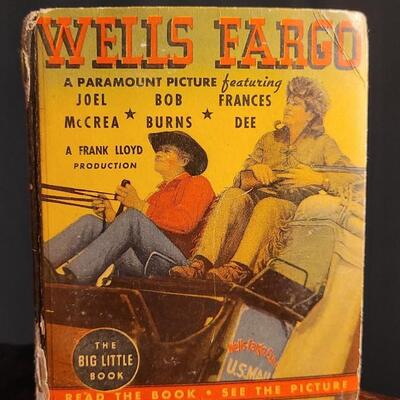 WELLS FARGO
A PARAMOUNT PICTURE featuring
JOEL BOB FRANCES
McCREA ★ BURNS ★ DEE
A FRANK LLOYD
PRODUCTION
Wells-Fargo & Co.
U.S. MAIL
THE
BIG LITTLE
BOOK
READ THE BOOK • SEE THE PICTURE